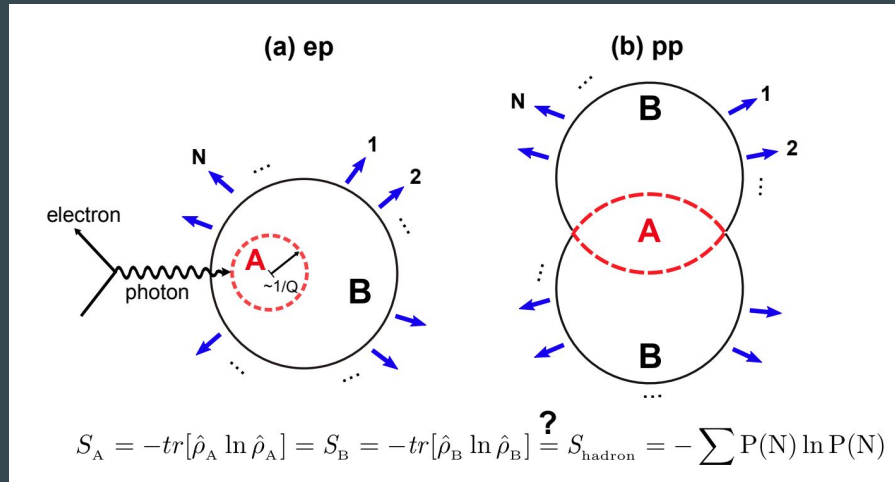 (a) ep
(b) pp
N
...
1
2
...
electron
photon
A
~1/Q
B
...
...
N
...
B
1
2
...
A
...
B
...
?
S_A = −tr[ρ̂_A ln ρ̂_A] = S_B = −tr[ρ̂_B ln ρ̂_B] = S_hadron = − ∑ P(N) ln P(N)